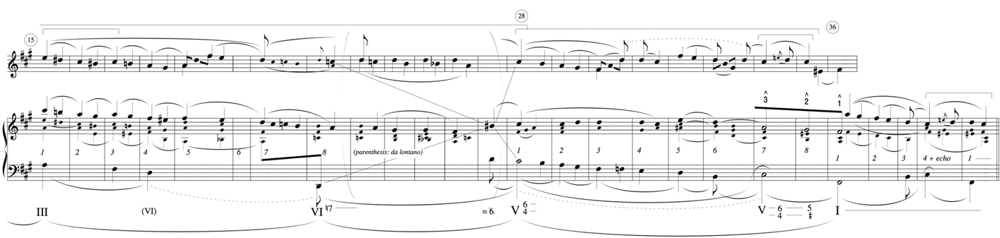 28
15
36
^ ^ ^
3 2 1
1 2 3 4 5 6 7 8 (parenthesis: da lontano) 1 2 3 4 5 6 7 8 1 2 3 4 + echo 1
III (VI) VI ♮7 = 6 V 6 V 6 5 I
4 4 ♯